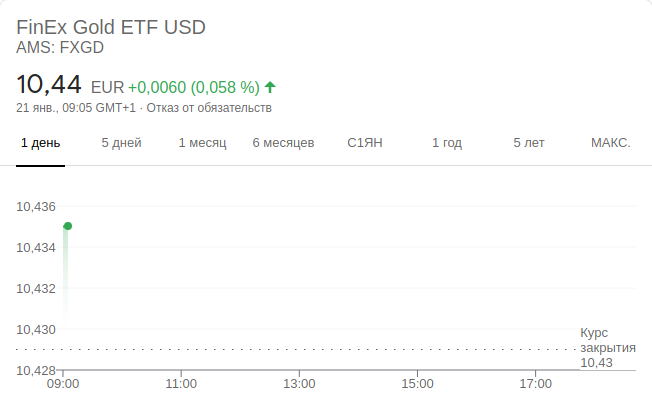 FinEx Gold ETF USD
AMS: FXGD
10,44 EUR +0,0060 (0,058 %)
21 янв., 09:05 GMT+1 · Отказ от обязательств
1 день 5 дней 1 месяц 6 месяцев С1ЯН 1 год 5 лет МАКС.
10,436
10,434
10,432
10,430
Курс
закрытия
10,43
10,428
09:00 11:00 13:00 15:00 17:00